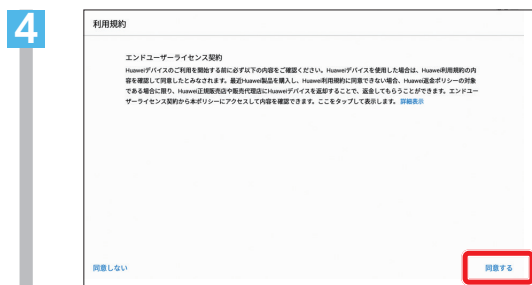 4
利用規約
エンドユーザーライセンス契約
Huaweiデバイスのご利用を開始する前に必ず以下の内容をご確認ください。Huaweiデバイスを使用した場合は、Huawei利用規約の内
容を確認して同意したとみなされます。最近Huawei製品を購入し、Huawei利用規約に同意できない場合、Huawei返金ポリシーの対象
である場合に限り、Huawei正規販売店や販売代理店にHuaweiデバイスを返却することで、返金してもらうことができます。エンドユー
ザーライセンス契約から本ポリシーにアクセスして内容を確認できます。ここをタップして表示します。詳細表示
同意しない
同意する